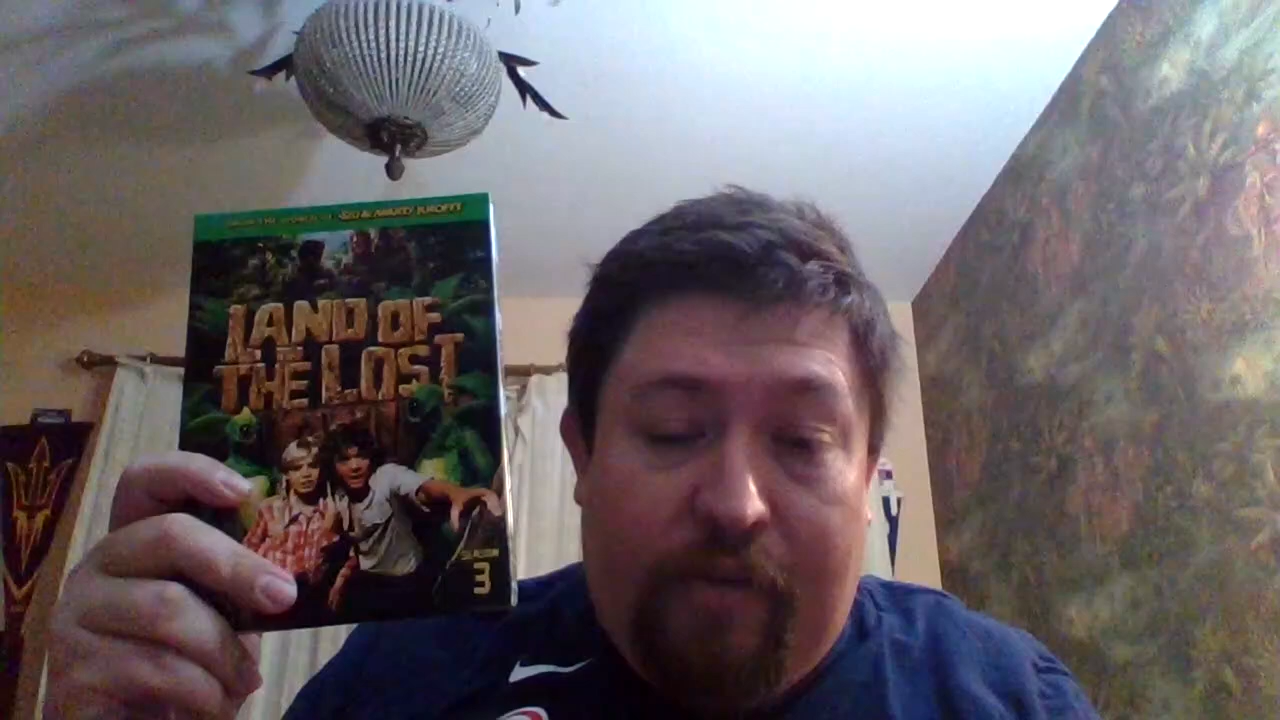 FROM THE WORLD OF SID & MARTY KROFFT
LAND OF
THE LOST
SEASON
3